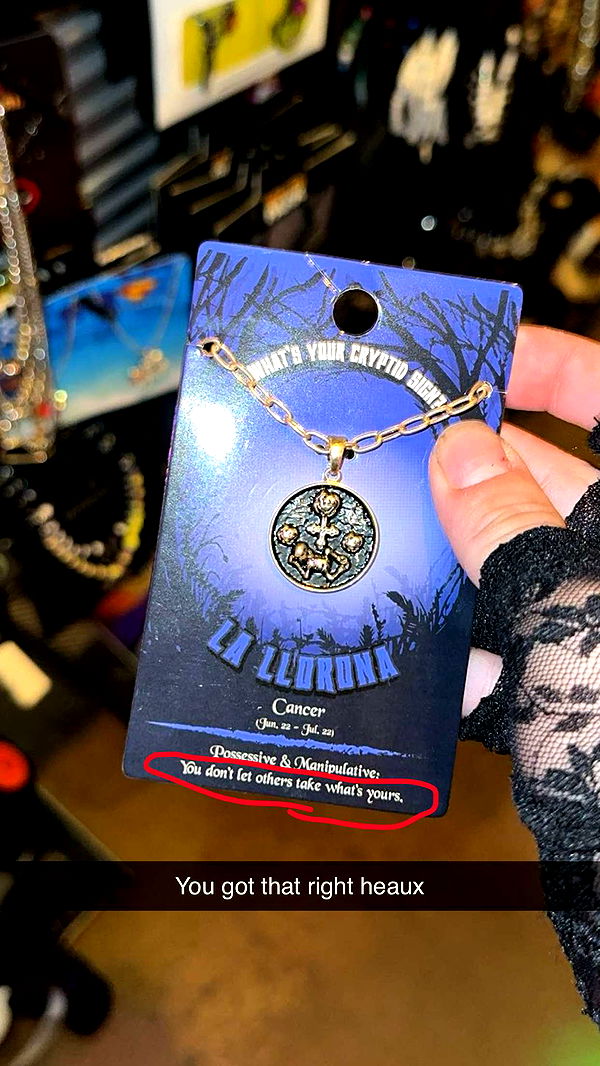 WHAT'S YOUR CRYPTID SIGN?
LA LLORONA
Cancer
(Jun. 22 - Jul. 22)
Possessive & Manipulative:
You don't let others take what's yours.
You got that right heaux